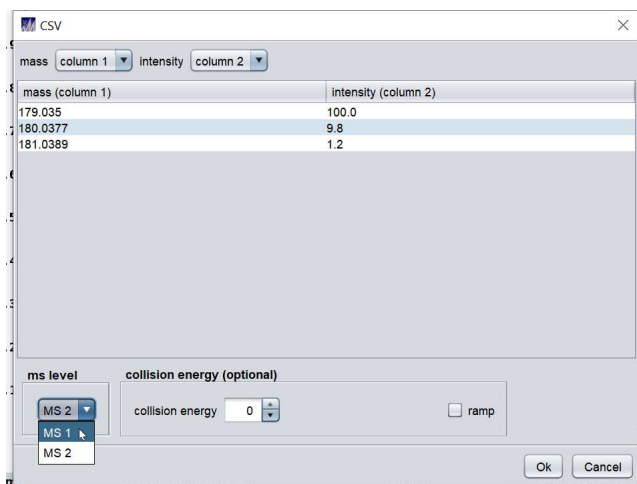 CSV
mass column 1 intensity column 2
mass (column 1) intensity (column 2)
179.035 100.0
180.0377 9.8
181.0389 1.2
ms level collision energy (optional)
MS 2 collision energy 0 ramp
MS 1
MS 2
Ok Cancel